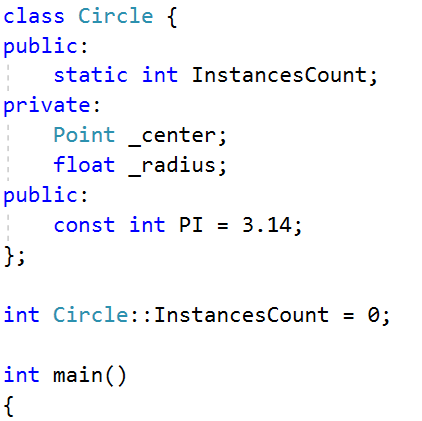 class Circle {
public:
    static int InstancesCount;
private:
    Point _center;
    float _radius;
public:
    const int PI = 3.14;
};

int Circle::InstancesCount = 0;

int main()
{